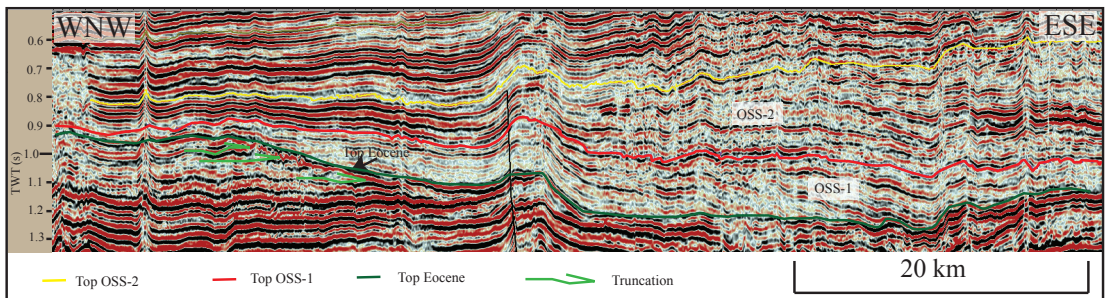 WNW
ESE
0.6
0.7
0.8
0.9
1.0
1.1
1.2
1.3
TWT (s)
OSS-2
Top Eocene
OSS-1
Top OSS-2
Top OSS-1
Top Eocene
Truncation
20 km